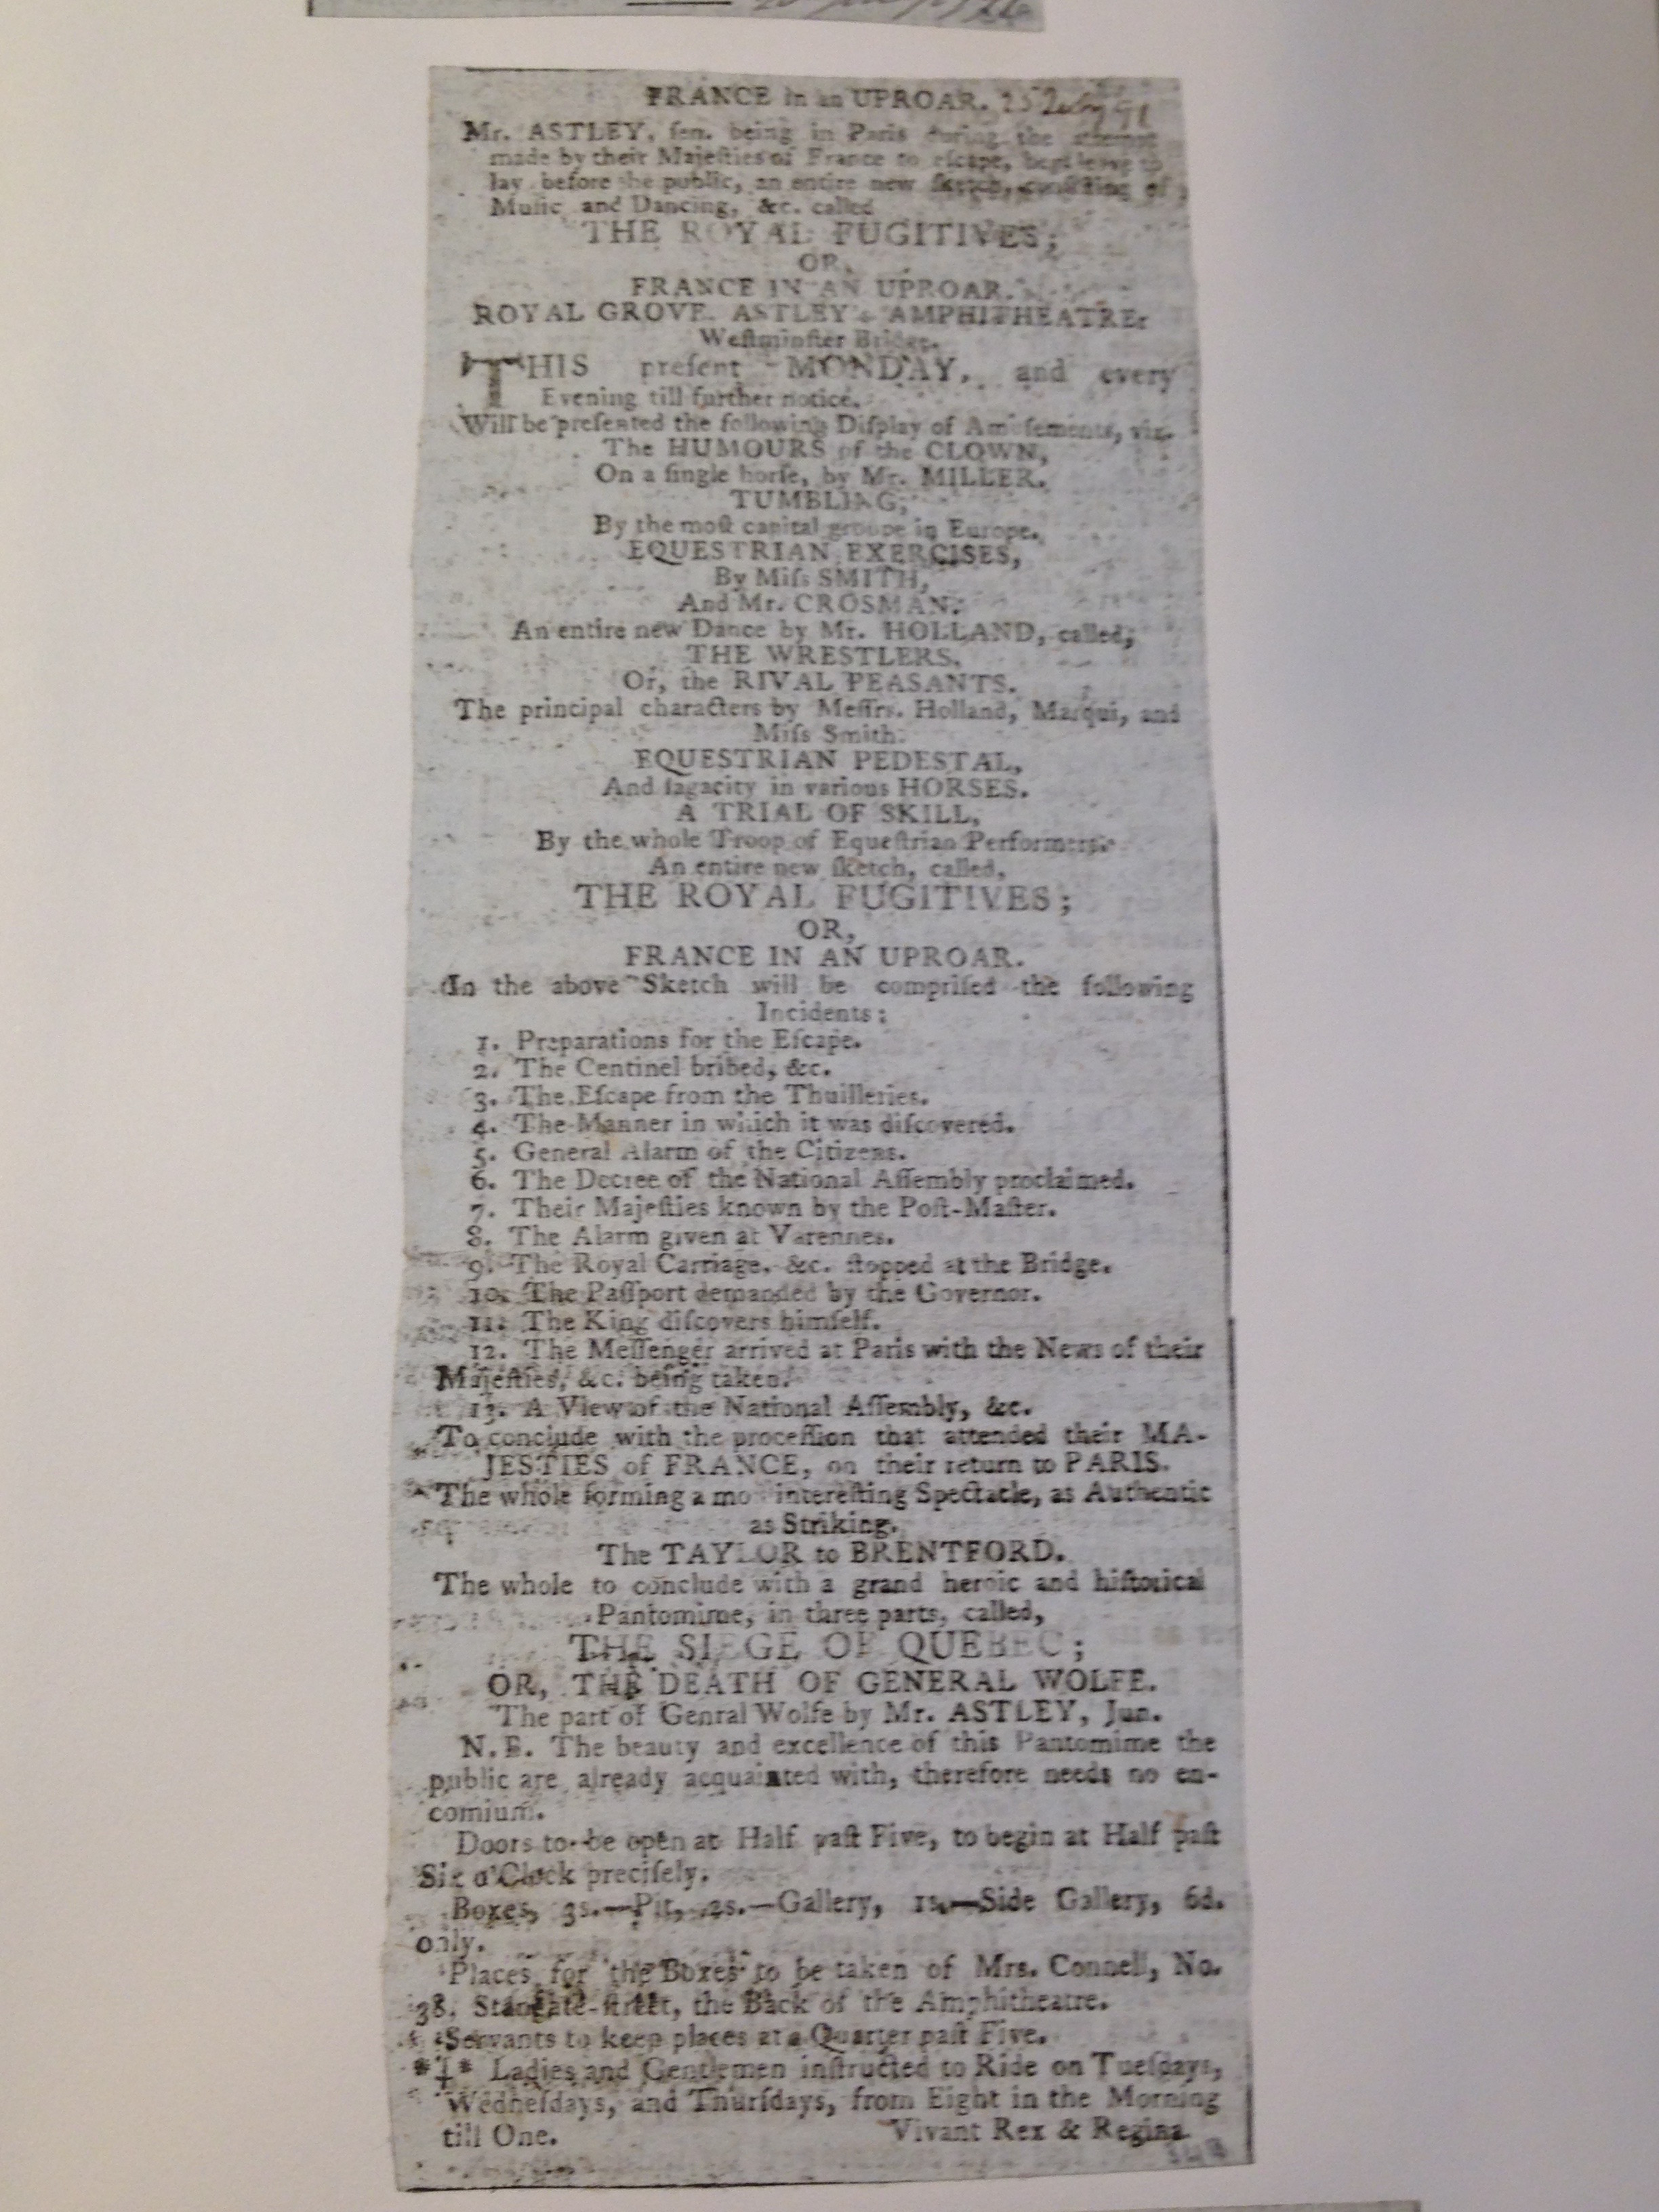 FRANCE in an UPROAR. 25 July 91
Mr. ASTLEY, ſen. being in Paris during the attempt
made by their Majeſties of France to eſcape, begs leave to
lay before the public, an entire new ſketch, conſiſting of
Muſic and Dancing, &c. called
THE ROYAL FUGITIVES;
OR,
FRANCE IN AN UPROAR.
ROYAL GROVE. ASTLEY's AMPHITHEATRE:
Weſtminſter Bridge.
THIS preſent MONDAY, and every
Evening till further notice.
Will be preſented the following Diſplay of Amuſements, viz.
The HUMOURS of the CLOWN,
On a ſingle horſe, by Mr. MILLER.
TUMBLING,
By the moſt capital groupe in Europe.
EQUESTRIAN EXERCISES,
By Miſs SMITH,
And Mr. CROSMAN.
An entire new Dance by Mr. HOLLAND, called,
THE WRESTLERS.
Or, the RIVAL PEASANTS.
The principal characters by Meſſrs. Holland, Marqui, and
Miſs Smith.
EQUESTRIAN PEDESTAL,
And ſagacity in various HORSES.
A TRIAL OF SKILL,
By the whole Troop of Equeſtrian Performers.
An entire new ſketch, called,
THE ROYAL FUGITIVES;
OR,
FRANCE IN AN UPROAR.
In the above Sketch will be compriſed the following
Incidents:
1. Preparations for the Eſcape.
2. The Centinel bribed, &c.
3. The Eſcape from the Thuilleries.
4. The Manner in which it was diſcovered.
5. General Alarm of the Citizens.
6. The Decree of the National Aſſembly proclaimed.
7. Their Majeſties known by the Poſt-Maſter.
8. The Alarm given at Varennes.
9. The Royal Carriage, &c. ſtopped at the Bridge.
10. The Paſſport demanded by the Governor.
11. The King diſcovers himſelf.
12. The Meſſenger arrived at Paris with the News of their
Majeſties, &c. being taken.
13. A View of the National Aſſembly, &c.
To conclude with the proceſſion that attended their MA-
JESTIES of FRANCE, on their return to PARIS.
The whole forming a mo intereſting Spectacle, as Authentic
as Striking.
The TAYLOR to BRENTFORD.
The whole to conclude with a grand heroic and hiſtorical
Pantomime, in three parts, called,
THE SIEGE OF QUEBEC;
OR, THE DEATH OF GENERAL WOLFE.
The part of Genral Wolfe by Mr. ASTLEY, Jun.
N.B. The beauty and excellence of this Pantomime the
public are already acquainted with, therefore needs no en-
comium.
Doors to be open at Half paſt Five, to begin at Half paſt
Six o'Clock preciſely.
Boxes, 3s.—Pit, 2s.—Gallery, 1s.—Side Gallery, 6d.
only.
Places for the Boxes to be taken of Mrs. Connell, No.
38, Stangate-ſtreet, the Back of the Amphitheatre.
Servants to keep places at a Quarter paſt Five.
*‡* Ladies and Gentlemen inſtructed to Ride on Tueſdays,
Wedneſdays, and Thurſdays, from Eight in the Morning
till One. Vivant Rex & Regina